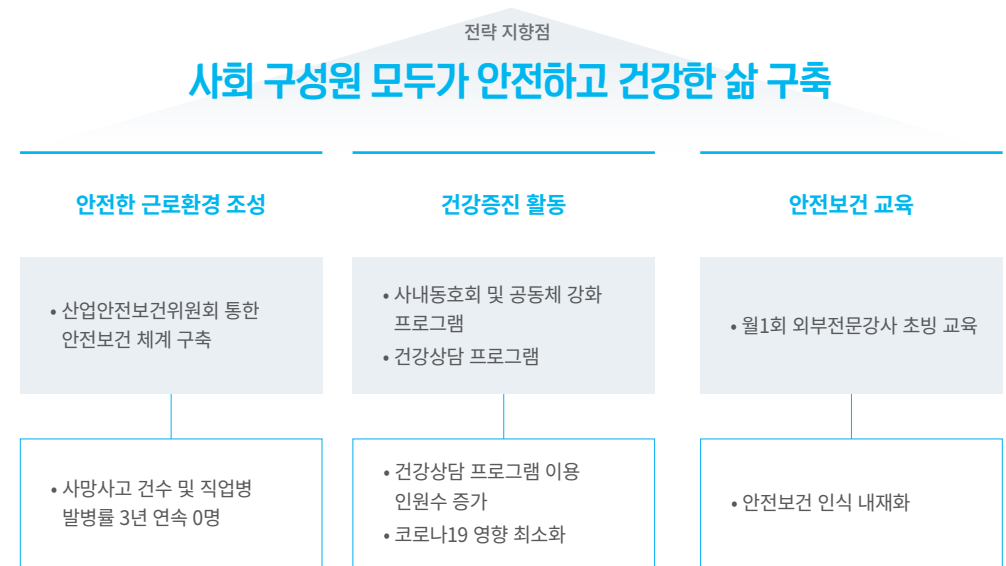 전략 지향점
사회 구성원 모두가 안전하고 건강한 삶 구축
안전한 근로환경 조성
• 산업안전보건위원회 통한
안전보건 체계 구축
• 사망사고 건수 및 직업병
발병률 3년 연속 0명
건강증진 활동
• 사내동호회 및 공동체 강화
프로그램
• 건강상담 프로그램
• 건강상담 프로그램 이용
인원수 증가
• 코로나19 영향 최소화
안전보건 교육
• 월1회 외부전문강사 초빙 교육
• 안전보건 인식 내재화